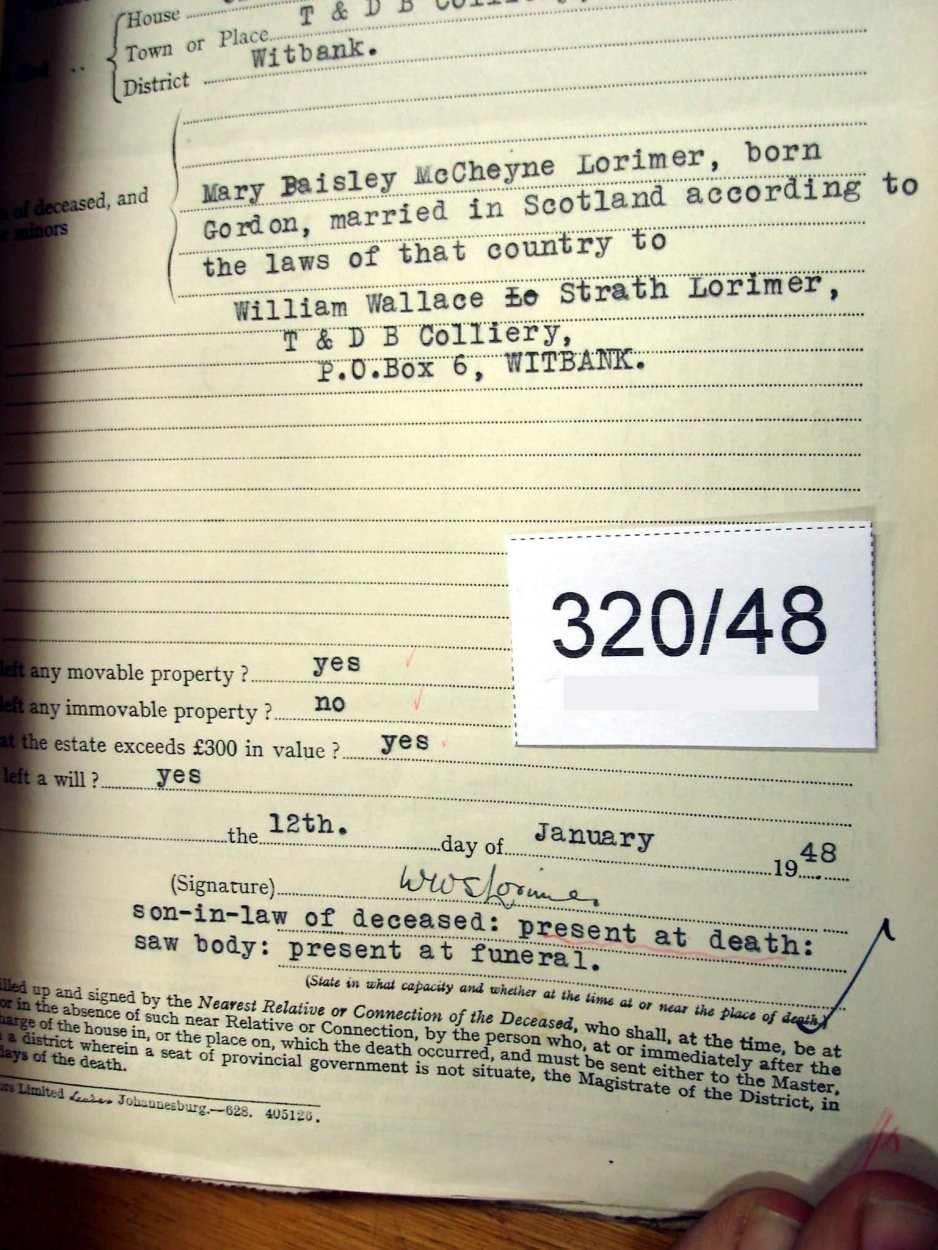 House
T & D B Colliery,
Town or Place
Witbank.
District
of deceased, and
minors
Mary Baisley McCheyne Lorimer, born
Gordon, married in Scotland according to
the laws of that country to
William Wallace Lo Strath Lorimer,
T & D B Colliery,
P.O.Box 6, WITBANK.
320/48
left any movable property ? yes
left any immovable property ? no
at the estate exceeds £300 in value ? yes
left a will ? yes
the 12th. day of January 1948
(Signature) WWSLorimer
son-in-law of deceased: present at death:
saw body: present at funeral.
(State in what capacity and whether at the time at or near the place of death)
illed up and signed by the Nearest Relative or Connection of the Deceased, who shall, at the time, be at
or in the absence of such near Relative or Connection, by the person who, at or immediately after the
harge of the house in, or the place on, which the death occurred, and must be sent either to the Master,
a district wherein a seat of provincial government is not situate, the Magistrate of the District, in
days of the death.
ors Limited Johannesburg.—628. 405126.